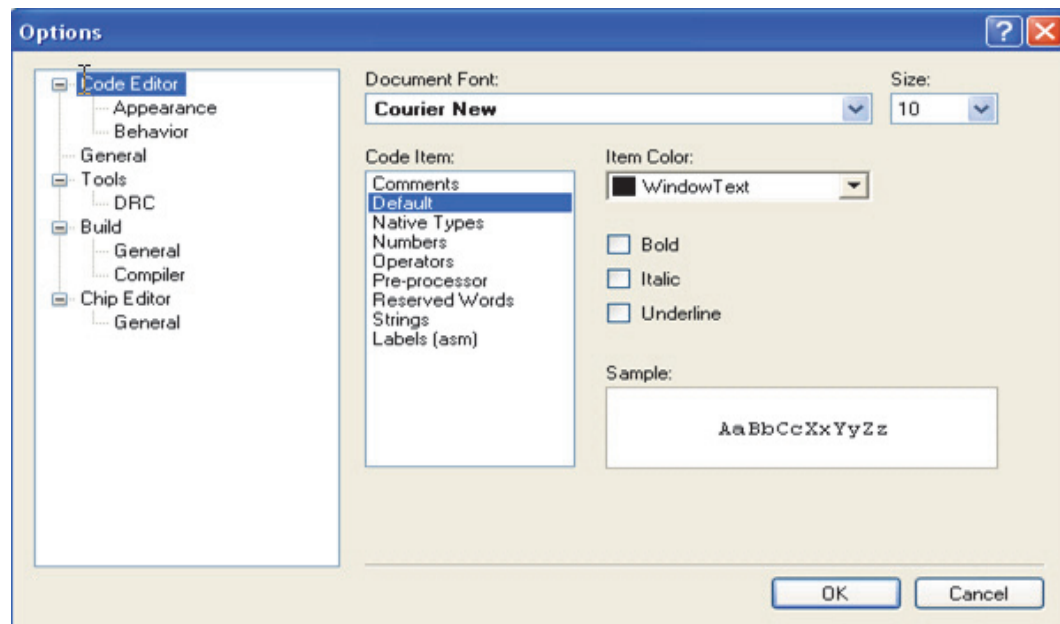 Options
Code Editor
Appearance
Behavior
General
Tools
DRC
Build
General
Compiler
Chip Editor
General
Document Font:
Size:
Courier New
10
Code Item:
Item Color:
Comments
Default
Native Types
Numbers
Operators
Pre-processor
Reserved Words
Strings
Labels (asm)
WindowText
Bold
Italic
Underline
Sample:
AaBbCcXxYyZz
OK
Cancel